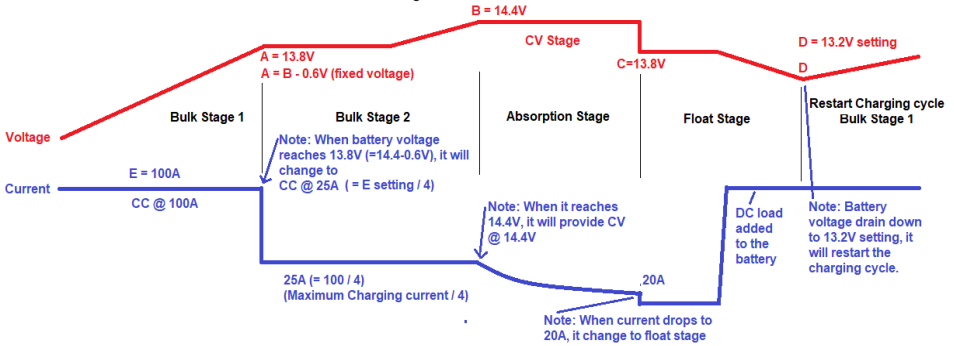 B = 14.4V
CV Stage
D = 13.2V setting
A = 13.8V
A = B - 0.6V (fixed voltage)
C=13.8V
D
Voltage
Bulk Stage 1
Bulk Stage 2
Absorption Stage
Float Stage
Restart Charging cycle
Bulk Stage 1
Note: When battery voltage
reaches 13.8V (=14.4-0.6V), it will
change to
CC @ 25A ( = E setting / 4)
Current
E = 100A
CC @ 100A
Note: When it reaches
14.4V, it will provide CV
@ 14.4V
DC load
added
to the
battery
Note: Battery
voltage drain down
to 13.2V setting, it
will restart the
charging cycle.
25A (= 100 / 4)
(Maximum Charging current / 4)
20A
Note: When current drops to
20A, it change to float stage